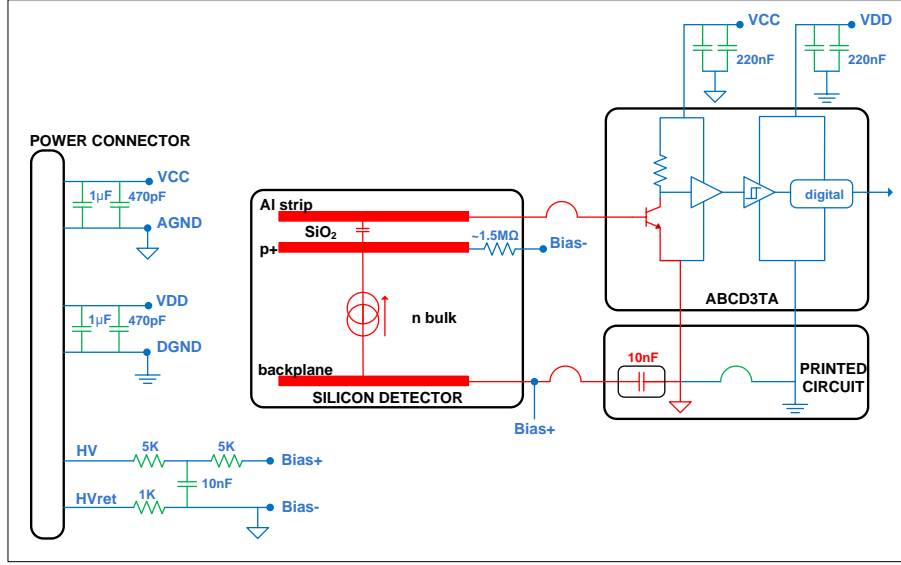 VCC
VDD
220nF
220nF
POWER CONNECTOR
VCC
1μF
470pF
AGND
Al strip
SiO₂
p+
~1.5MΩ
Bias-
digital
ABCD3TA
VDD
1μF
470pF
DGND
n bulk
backplane
SILICON DETECTOR
10nF
PRINTED
CIRCUIT
Bias+
HV
5K
5K
Bias+
10nF
HVret
1K
Bias-